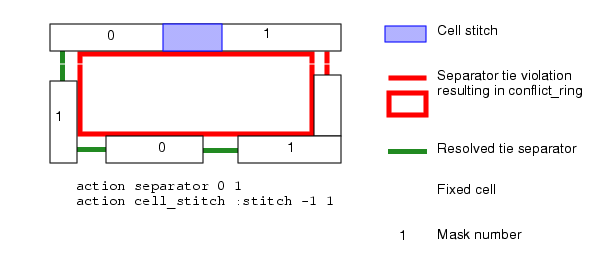 0 1
Cell stitch
Separator tie violation
resulting in conflict_ring
1
0 1
Resolved tie separator
action separator 0 1
action cell_stitch :stitch -1 1
Fixed cell
1 Mask number